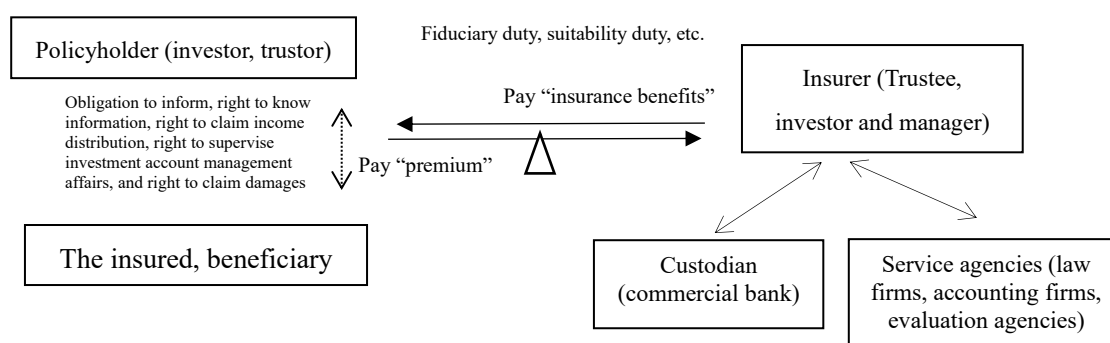 Policyholder (investor, trustor)
Obligation to inform, right to know
information, right to claim income
distribution, right to supervise
investment account management
affairs, and right to claim damages
The insured, beneficiary
Fiduciary duty, suitability duty, etc.
Pay “insurance benefits”
Pay “premium”
Insurer (Trustee,
investor and manager)
Custodian
(commercial bank)
Service agencies (law
firms, accounting firms,
evaluation agencies)